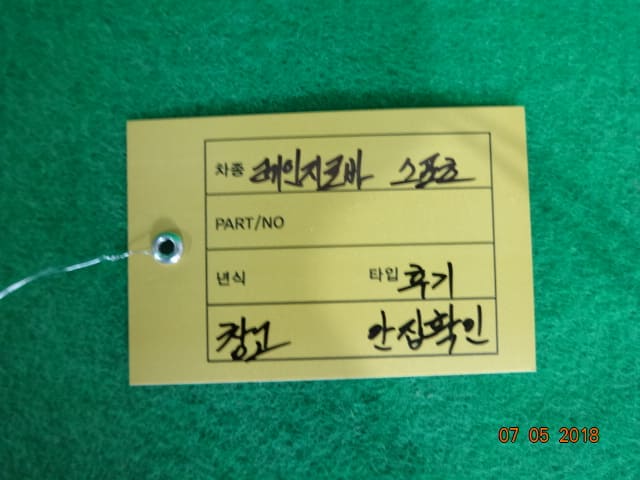 차종 레인지로바 스포츠
PART/NO
년식 타입 후기
창고 안집확인
07 05 2018